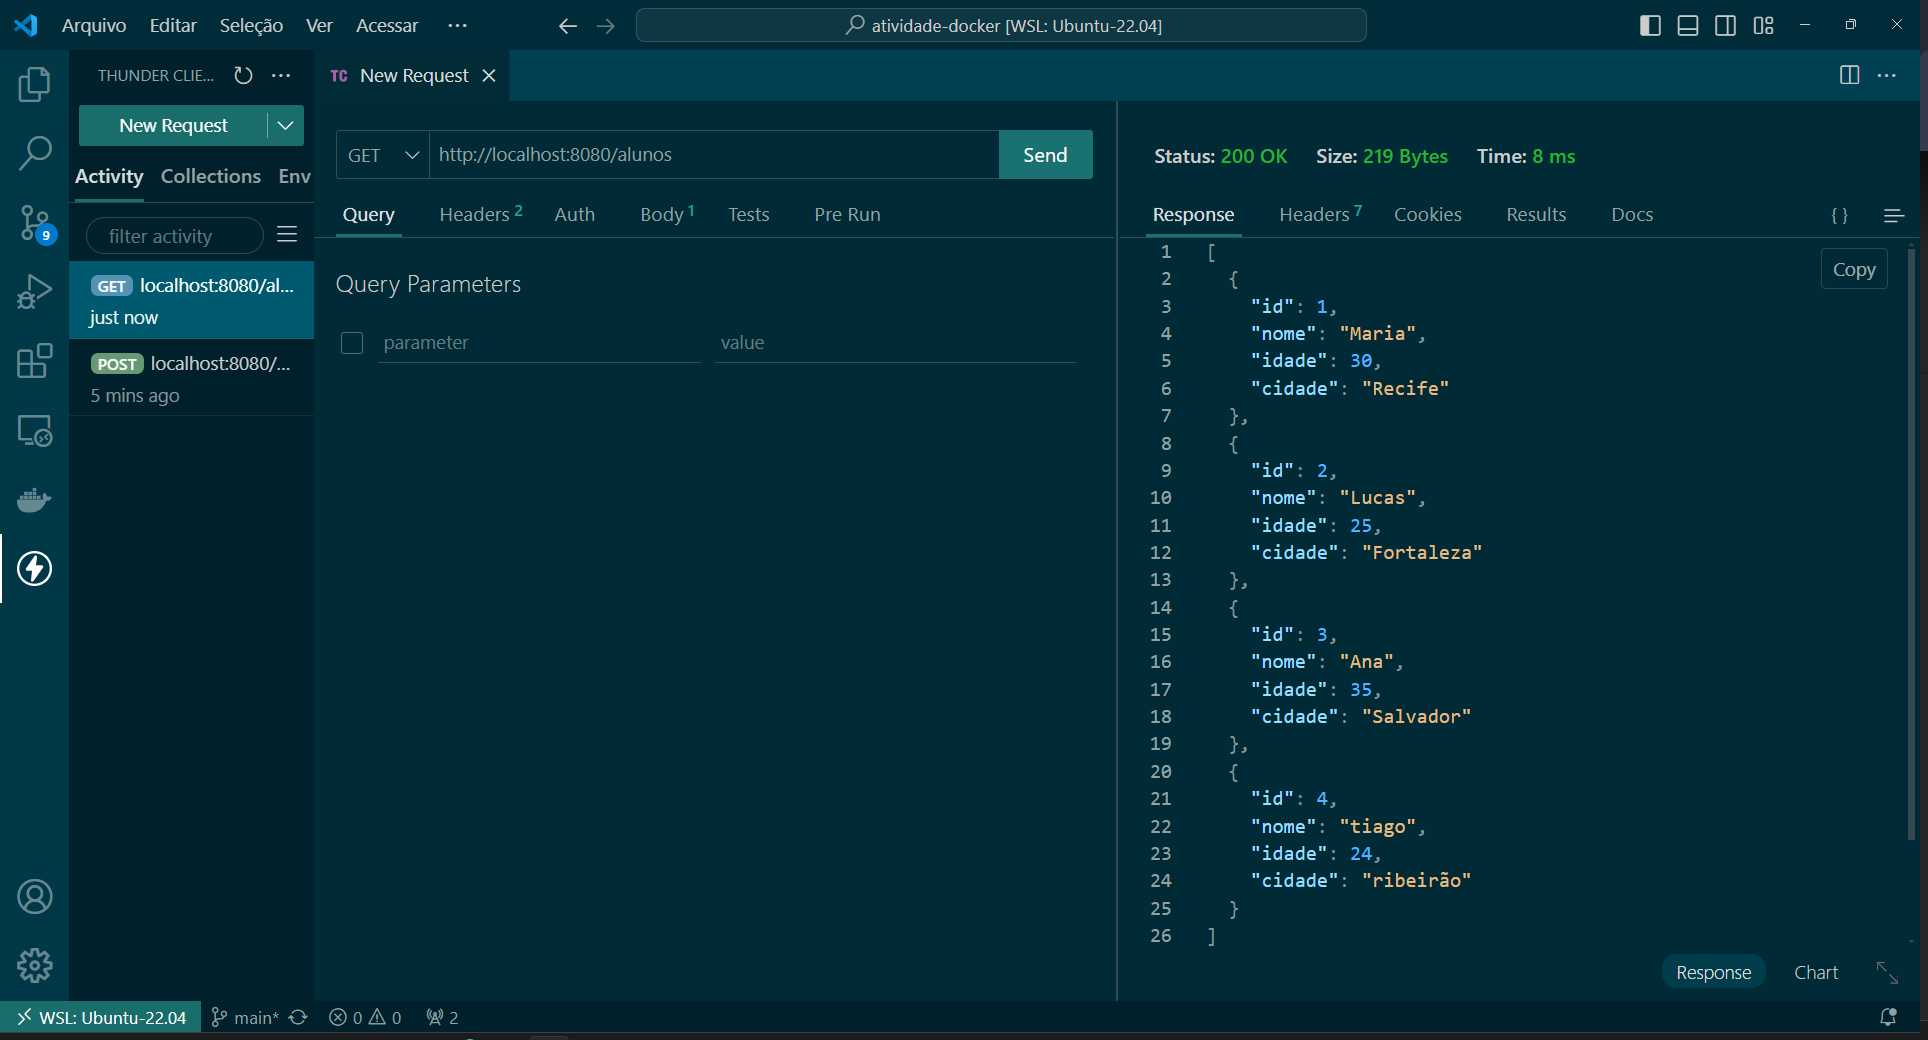 Arquivo Editar Seleção Ver Acessar ···
atividade-docker [WSL: Ubuntu-22.04]
THUNDER CLIE... ···
TC New Request
···
New Request
Activity Collections Env
filter activity
GET localhost:8080/al...
just now
POST localhost:8080/...
5 mins ago
9
GET http://localhost:8080/alunos Send
Query Headers 2 Auth Body 1 Tests Pre Run
Query Parameters
parameter value
Status: 200 OK Size: 219 Bytes Time: 8 ms
Response Headers 7 Cookies Results Docs { }
Copy
1 [
2 {
3 "id": 1,
4 "nome": "Maria",
5 "idade": 30,
6 "cidade": "Recife"
7 },
8 {
9 "id": 2,
10 "nome": "Lucas",
11 "idade": 25,
12 "cidade": "Fortaleza"
13 },
14 {
15 "id": 3,
16 "nome": "Ana",
17 "idade": 35,
18 "cidade": "Salvador"
19 },
20 {
21 "id": 4,
22 "nome": "tiago",
23 "idade": 24,
24 "cidade": "ribeirão"
25 }
26 ]
Response Chart
WSL: Ubuntu-22.04 main* 0 0 2